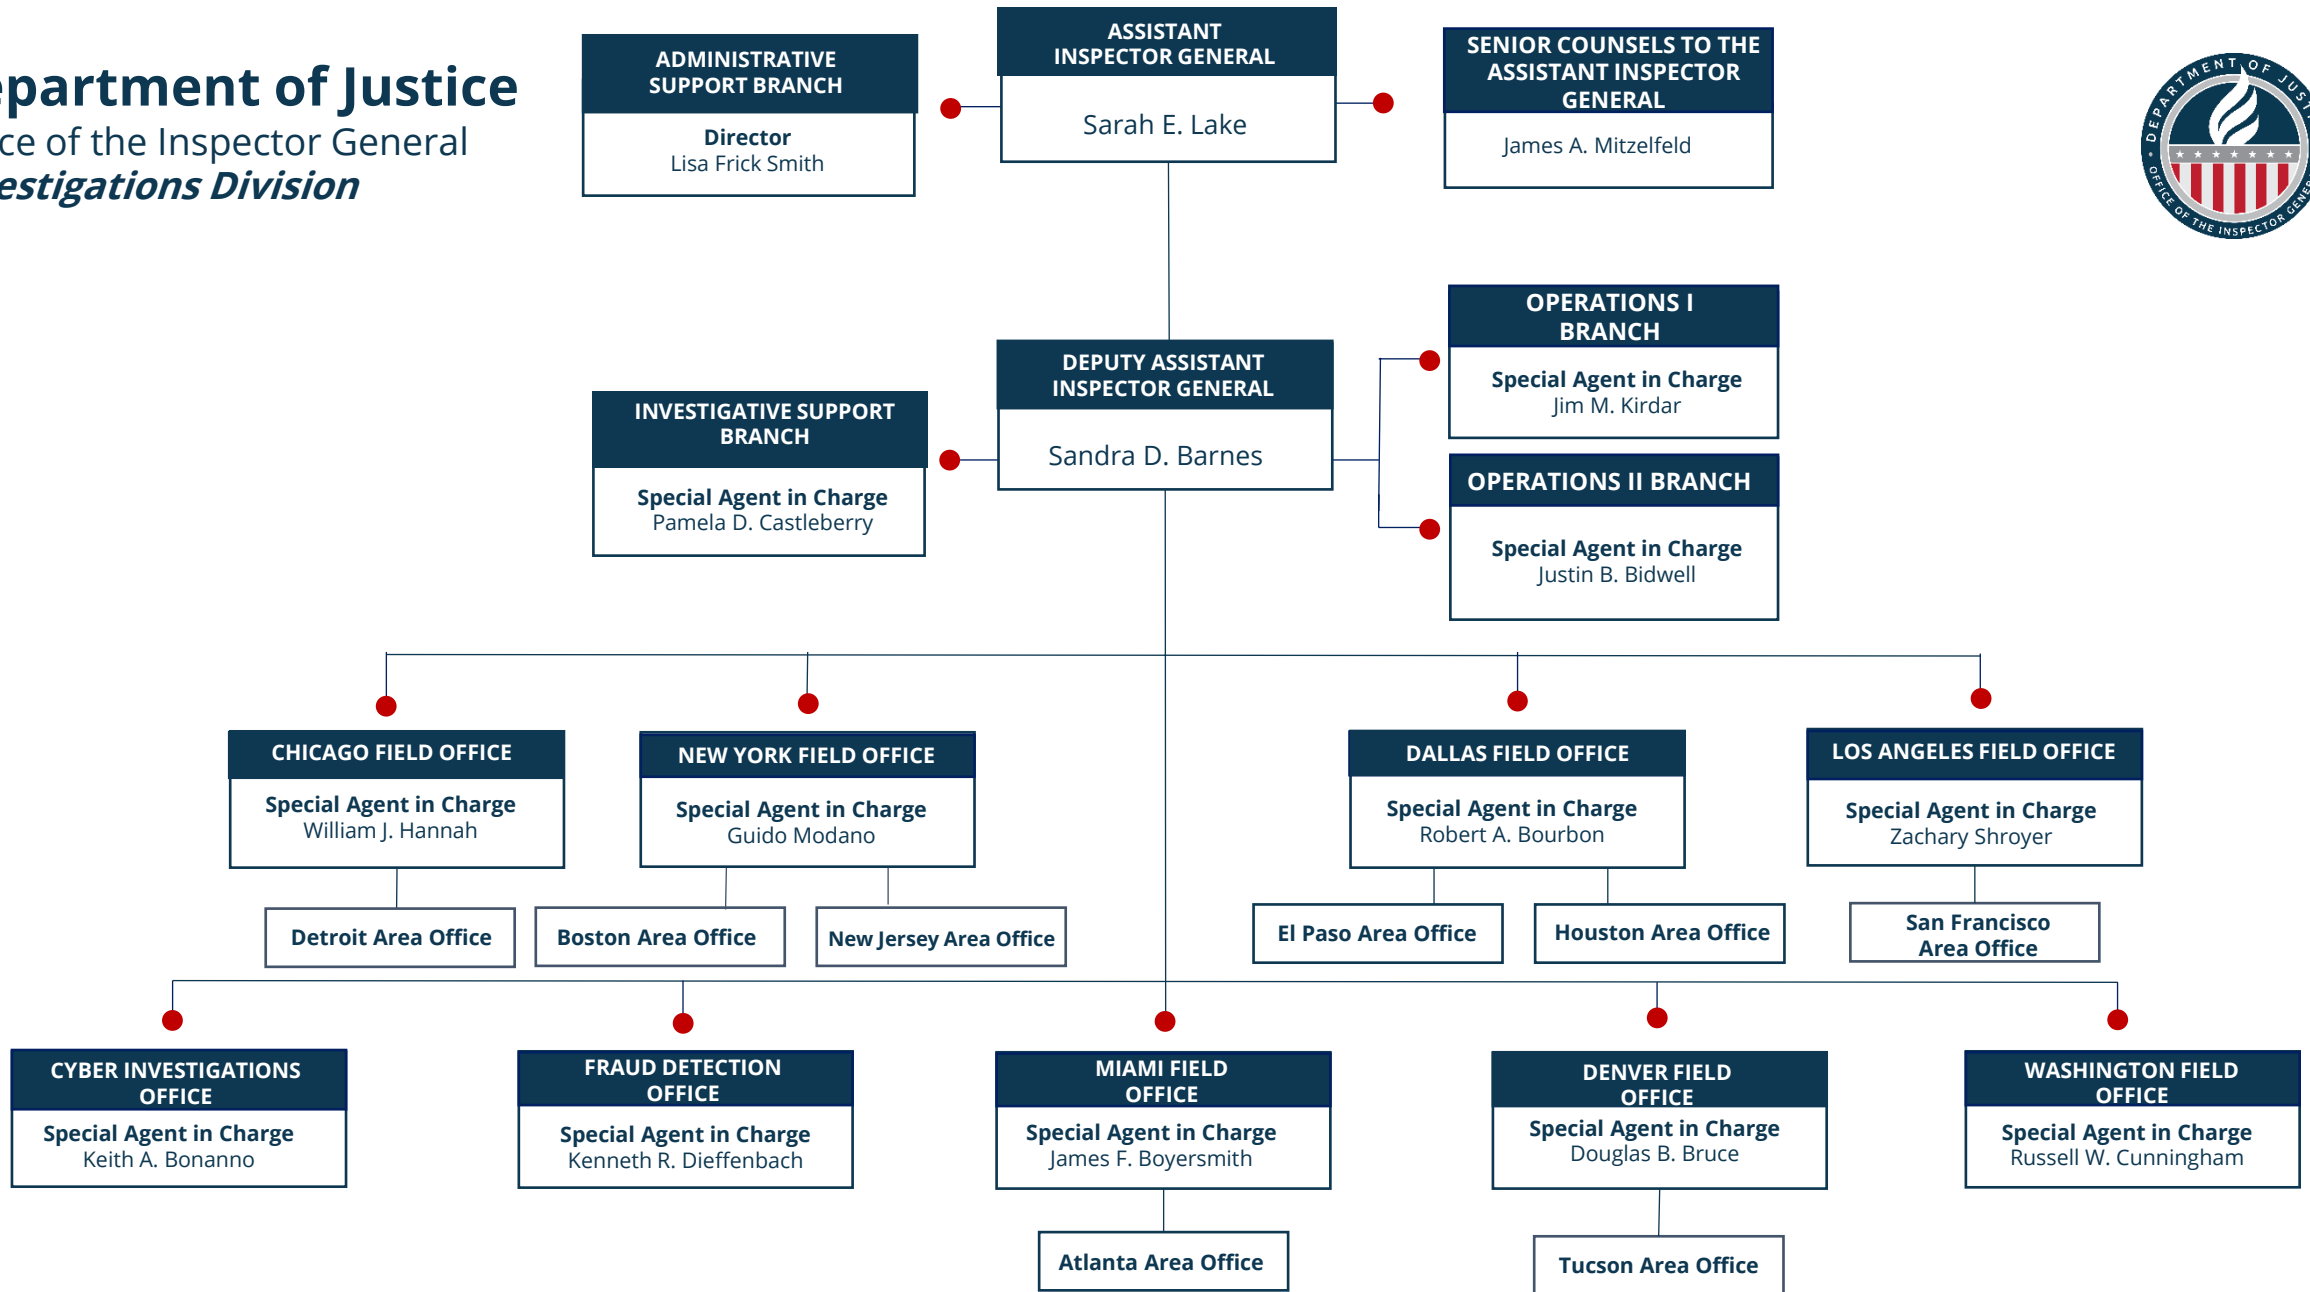 epartment of Justice
ce of the Inspector General
estigations Division
ADMINISTRATIVE
SUPPORT BRANCH
Director
Lisa Frick Smith
ASSISTANT
INSPECTOR GENERAL
Sarah E. Lake
SENIOR COUNSELS TO THE
ASSISTANT INSPECTOR
GENERAL
James A. Mitzelfeld
DEPARTMENT OF JUST
OFFICE OF THE INSPECTOR GENER
INVESTIGATIVE SUPPORT
BRANCH
Special Agent in Charge
Pamela D. Castleberry
DEPUTY ASSISTANT
INSPECTOR GENERAL
Sandra D. Barnes
OPERATIONS I
BRANCH
Special Agent in Charge
Jim M. Kirdar
OPERATIONS II BRANCH
Special Agent in Charge
Justin B. Bidwell
CHICAGO FIELD OFFICE
Special Agent in Charge
William J. Hannah
Detroit Area Office
NEW YORK FIELD OFFICE
Special Agent in Charge
Guido Modano
Boston Area Office
New Jersey Area Office
DALLAS FIELD OFFICE
Special Agent in Charge
Robert A. Bourbon
El Paso Area Office
Houston Area Office
LOS ANGELES FIELD OFFICE
Special Agent in Charge
Zachary Shroyer
San Francisco
Area Office
CYBER INVESTIGATIONS
OFFICE
Special Agent in Charge
Keith A. Bonanno
FRAUD DETECTION
OFFICE
Special Agent in Charge
Kenneth R. Dieffenbach
MIAMI FIELD
OFFICE
Special Agent in Charge
James F. Boyersmith
Atlanta Area Office
DENVER FIELD
OFFICE
Special Agent in Charge
Douglas B. Bruce
Tucson Area Office
WASHINGTON FIELD
OFFICE
Special Agent in Charge
Russell W. Cunningham